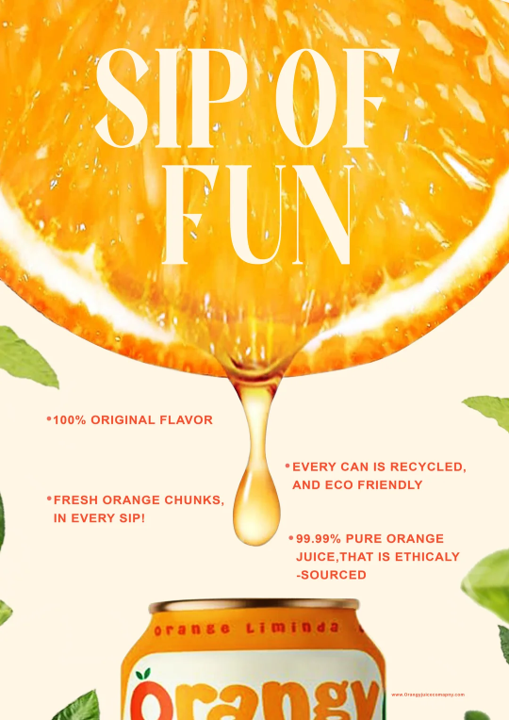 SIP OF
FUN
•100% ORIGINAL FLAVOR
•EVERY CAN IS RECYCLED,
AND ECO FRIENDLY
•FRESH ORANGE CHUNKS,
IN EVERY SIP!
•99.99% PURE ORANGE
JUICE,THAT IS ETHICALY
-SOURCED
Orange Liminda
Orangy